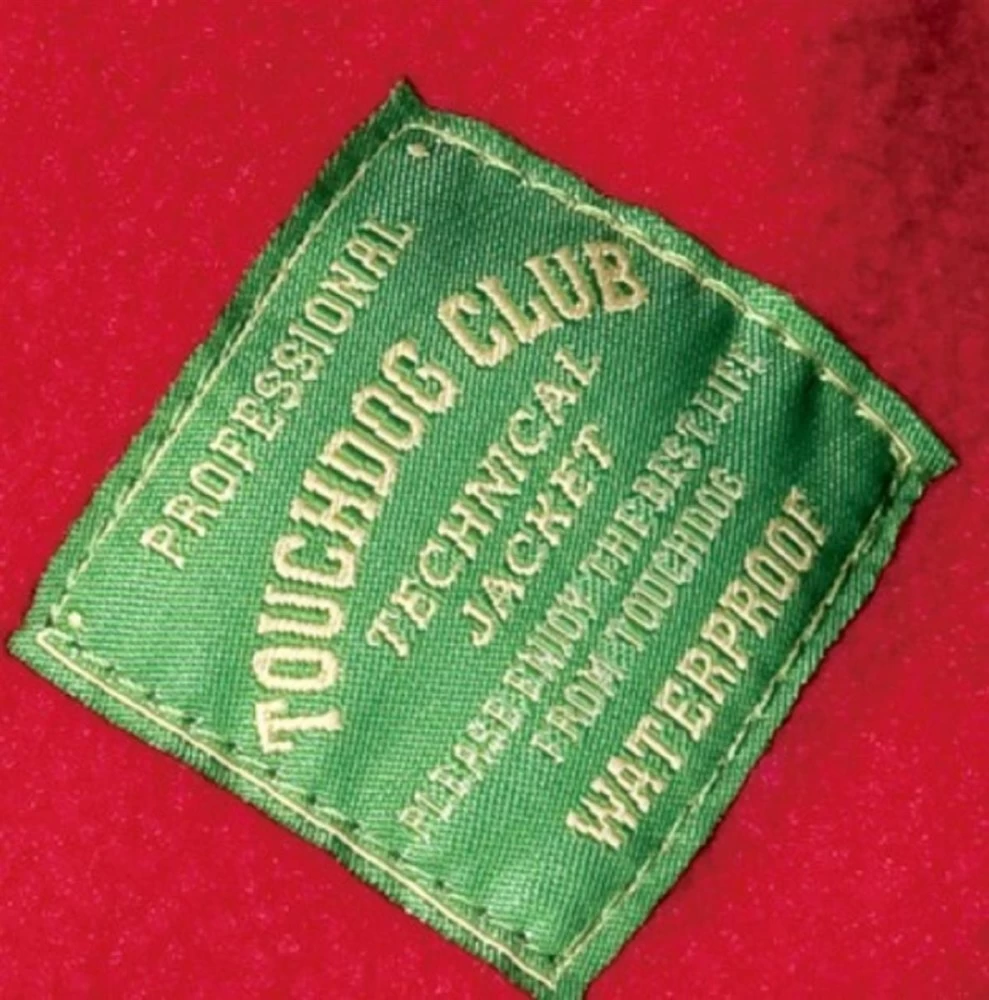 PROFESSIONAL
TOUCHDOG CLUB
TECHNICAL
JACKET
PLEASE ENJOY THE BEST LIFE
FROM TOUCHDOG
WATERPROOF